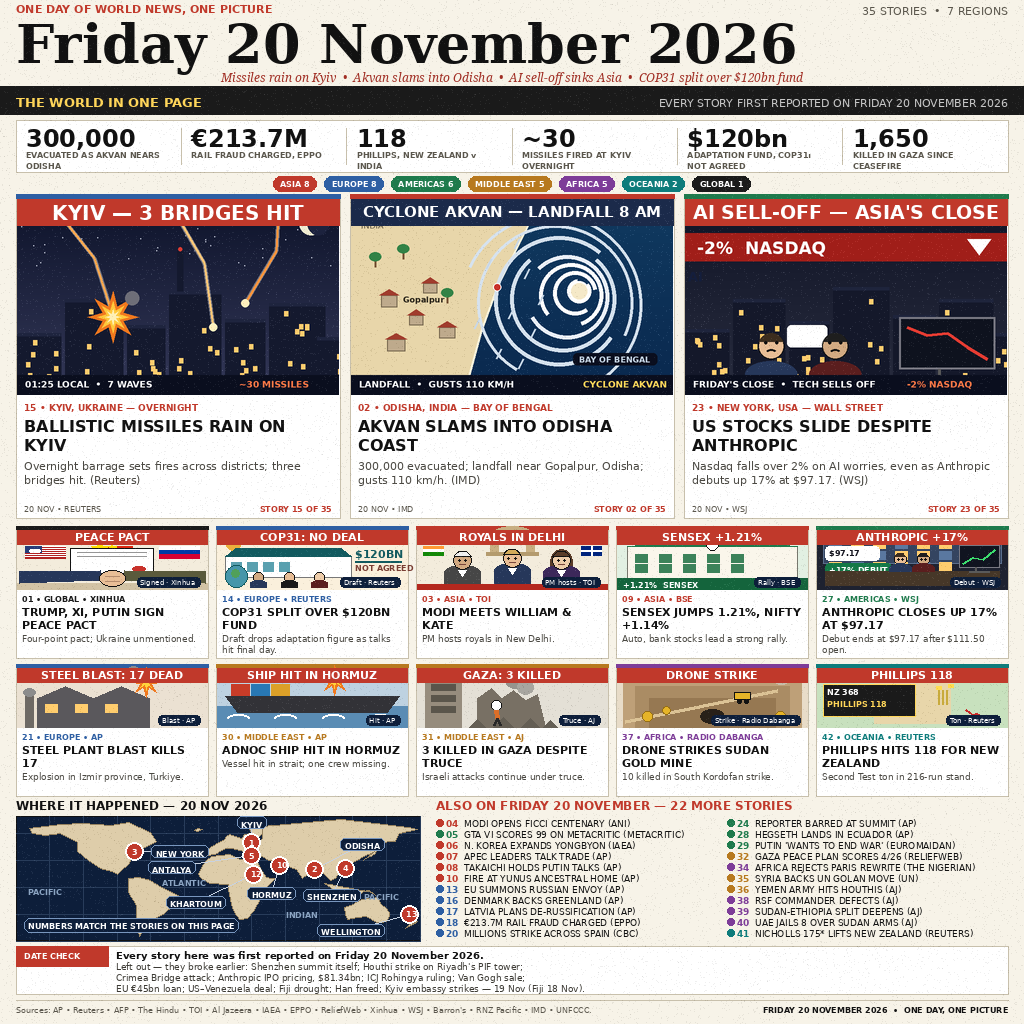 ONE DAY OF WORLD NEWS, ONE PICTURE
35 STORIES • 7 REGIONS
Friday 20 November 2026
Missiles rain on Kyiv • Akvan slams into Odisha • AI sell-off sinks Asia • COP31 split over $120bn fund
THE WORLD IN ONE PAGE
EVERY STORY FIRST REPORTED ON FRIDAY 20 NOVEMBER 2026
300,000
EVACUATED AS AKVAN NEARS
ODISHA
€213.7M
RAIL FRAUD CHARGED, EPPO
118
PHILLIPS, NEW ZEALAND v
INDIA
~30
MISSILES FIRED AT KYIV
OVERNIGHT
$120bn
ADAPTATION FUND, COP31:
NOT AGREED
1,650
KILLED IN GAZA SINCE
CEASEFIRE
ASIA 8
EUROPE 8
AMERICAS 6
MIDDLE EAST 5
AFRICA 5
OCEANIA 2
GLOBAL 1
KYIV — 3 BRIDGES HIT
01:25 LOCAL • 7 WAVES
~30 MISSILES
15 • KYIV, UKRAINE — OVERNIGHT
BALLISTIC MISSILES RAIN ON
KYIV
Overnight barrage sets fires across districts; three
bridges hit. (Reuters)
20 NOV • REUTERS
STORY 15 OF 35
CYCLONE AKVAN — LANDFALL 8 AM
INDIA
Gopalpur
BAY OF BENGAL
LANDFALL • GUSTS 110 KM/H
CYCLONE AKVAN
02 • ODISHA, INDIA — BAY OF BENGAL
AKVAN SLAMS INTO ODISHA
COAST
300,000 evacuated; landfall near Gopalpur, Odisha;
gusts 110 km/h. (IMD)
20 NOV • IMD
STORY 02 OF 35
AI SELL-OFF — ASIA'S CLOSE
-2% NASDAQ
FRIDAY'S CLOSE • TECH SELLS OFF
-2% NASDAQ
23 • NEW YORK, USA — WALL STREET
US STOCKS SLIDE DESPITE
ANTHROPIC
Nasdaq falls over 2% on AI worries, even as Anthropic
debuts up 17% at $97.17. (WSJ)
20 NOV • WSJ
STORY 23 OF 35
PEACE PACT
Signed · Xinhua
01 • GLOBAL • XINHUA
TRUMP, XI, PUTIN SIGN
PEACE PACT
Four-point pact; Ukraine unmentioned.
COP31: NO DEAL
$120BN
NOT AGREED
Draft · Reuters
14 • EUROPE • REUTERS
COP31 SPLIT OVER $120BN
FUND
Draft drops adaptation figure as talks
hit final day.
ROYALS IN DELHI
PM hosts · TOI
03 • ASIA • TOI
MODI MEETS WILLIAM &
KATE
PM hosts royals in New Delhi.
SENSEX +1.21%
+1.21% SENSEX
Rally · BSE
09 • ASIA • BSE
SENSEX JUMPS 1.21%, NIFTY
+1.14%
Auto, bank stocks lead a strong rally.
ANTHROPIC +17%
$97.17
+17% DEBUT
Debut · WSJ
27 • AMERICAS • WSJ
ANTHROPIC CLOSES UP 17%
AT $97.17
Debut ends at $97.17 after $111.50
open.
STEEL BLAST: 17 DEAD
Blast · AP
21 • EUROPE • AP
STEEL PLANT BLAST KILLS
17
Explosion in Izmir province, Turkiye.
SHIP HIT IN HORMUZ
Hit · AP
30 • MIDDLE EAST • AP
ADNOC SHIP HIT IN HORMUZ
Vessel hit in strait; one crew missing.
GAZA: 3 KILLED
Truce · AJ
31 • MIDDLE EAST • AJ
3 KILLED IN GAZA DESPITE
TRUCE
Israeli attacks continue under truce.
DRONE STRIKE
Strike · Radio Dabanga
37 • AFRICA • RADIO DABANGA
DRONE STRIKES SUDAN
GOLD MINE
10 killed in South Kordofan strike.
PHILLIPS 118
NZ 368
PHILLIPS 118
Ton · Reuters
42 • OCEANIA • REUTERS
PHILLIPS HITS 118 FOR NEW
ZEALAND
Second Test ton in 216-run stand.
WHERE IT HAPPENED — 20 NOV 2026
KYIV
1
3
NEW YORK
5
ODISHA
ANTALYA
10
2
4
12
ATLANTIC
PACIFIC
HORMUZ
SHENZHEN
PACIFIC
KHARTOUM
INDIAN
13
NUMBERS MATCH THE STORIES ON THIS PAGE
WELLINGTON
ALSO ON FRIDAY 20 NOVEMBER — 22 MORE STORIES
04 MODI OPENS FICCI CENTENARY (ANI)
05 GTA VI SCORES 99 ON METACRITIC (METACRITIC)
06 N. KOREA EXPANDS YONGBYON (IAEA)
07 APEC LEADERS TALK TRADE (AP)
08 TAKAICHI HOLDS PUTIN TALKS (AP)
10 FIRE AT YUNUS ANCESTRAL HOME (AP)
13 EU SUMMONS RUSSIAN ENVOY (AP)
16 DENMARK BACKS GREENLAND (AP)
17 LATVIA PLANS DE-RUSSIFICATION (AP)
18 €213.7M RAIL FRAUD CHARGED (EPPO)
20 MILLIONS STRIKE ACROSS SPAIN (CBC)
24 REPORTER BARRED AT SUMMIT (AP)
28 HEGSETH LANDS IN ECUADOR (AP)
29 PUTIN 'WANTS TO END WAR' (EUROMAIDAN)
32 GAZA PEACE PLAN SCORES 4/26 (RELIEFWEB)
34 AFRICA REJECTS PARIS REWRITE (THE NIGERIAN)
35 SYRIA BACKS UN GOLAN MOVE (UN)
36 YEMEN ARMY HITS HOUTHIS (AJ)
38 RSF COMMANDER DEFECTS (AJ)
39 SUDAN-ETHIOPIA SPLIT DEEPENS (AJ)
40 UAE JAILS 8 OVER SUDAN ARMS (AJ)
41 NICHOLLS 175* LIFTS NEW ZEALAND (REUTERS)
DATE CHECK
Every story here was first reported on Friday 20 November 2026.
Left out — they broke earlier: Shenzhen summit itself; Houthi strike on Riyadh's PIF tower;
Crimea Bridge attack; Anthropic IPO pricing, $81.34bn; ICJ Rohingya ruling; Van Gogh sale;
EU €45bn loan; US–Venezuela deal; Fiji drought; Han freed; Kyiv embassy strikes — 19 Nov (Fiji 18 Nov).
Sources: AP • Reuters • AFP • The Hindu • TOI • Al Jazeera • IAEA • EPPO • ReliefWeb • Xinhua • WSJ • Barron's • RNZ Pacific • IMD • UNFCCC.
FRIDAY 20 NOVEMBER 2026 • ONE DAY, ONE PICTURE